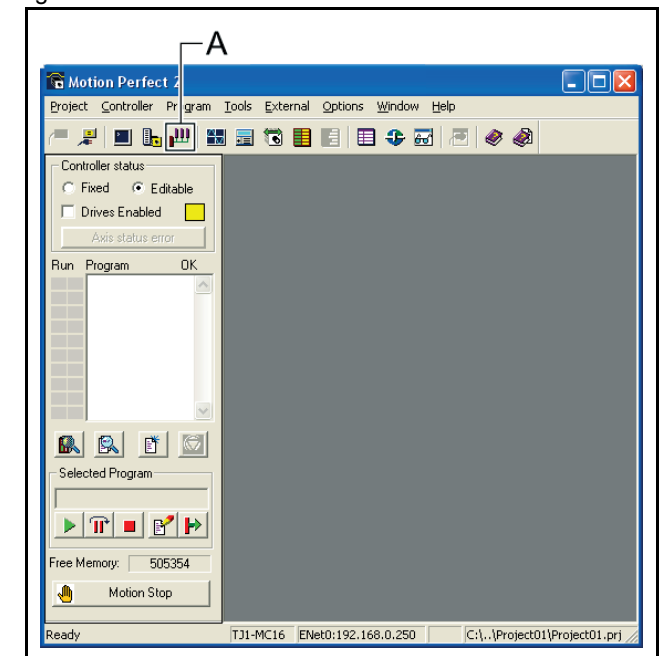 A
Motion Perfect 2
Project Controller Program Tools External Options Window Help
Controller status
Fixed Editable
Drives Enabled
Axis status error
Run Program OK
Selected Program
Free Memory: 505354
Motion Stop
Ready TJ1-MC16 ENet0:192.168.0.250 C:\..\Project01\Project01.prj